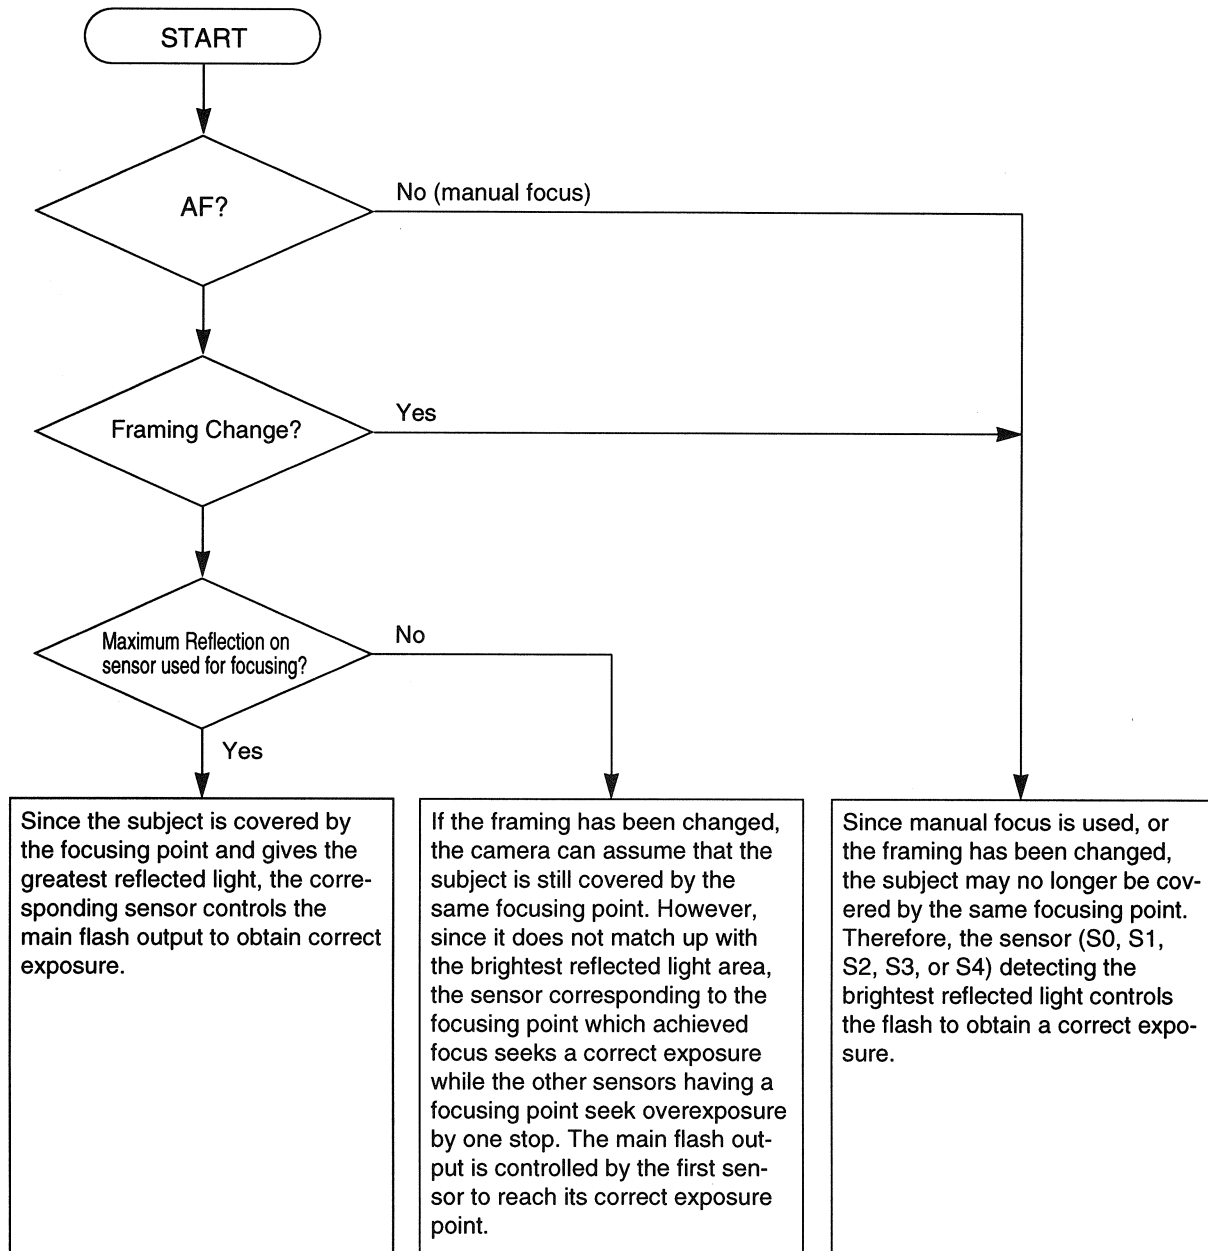 START
AF?
No (manual focus)
Framing Change?
Yes
Maximum Reflection on
sensor used for focusing?
No
Yes
Since the subject is covered by
the focusing point and gives the
greatest reflected light, the corre-
sponding sensor controls the
main flash output to obtain correct
exposure.
If the framing has been changed,
the camera can assume that the
subject is still covered by the
same focusing point. However,
since it does not match up with
the brightest reflected light area,
the sensor corresponding to the
focusing point which achieved
focus seeks a correct exposure
while the other sensors having a
focusing point seek overexposure
by one stop. The main flash out-
put is controlled by the first sen-
sor to reach its correct exposure
point.
Since manual focus is used, or
the framing has been changed,
the subject may no longer be cov-
ered by the same focusing point.
Therefore, the sensor (S0, S1,
S2, S3, or S4) detecting the
brightest reflected light controls
the flash to obtain a correct expo-
sure.